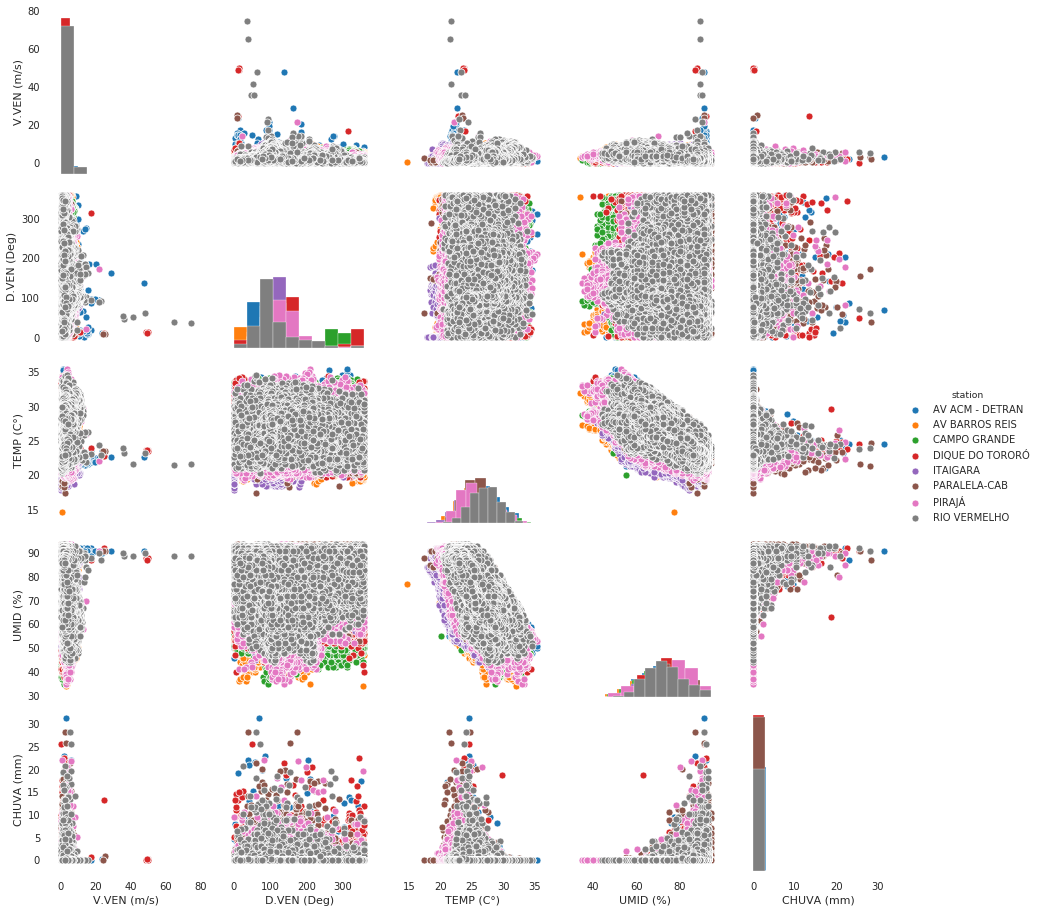 80
60
40
20
0
V.VEN (m/s)
300
200
100
0
D.VEN (Deg)
35
30
25
20
15
TEMP (C°)
90
80
70
60
50
40
30
UMID (%)
30
25
20
15
10
5
0
CHUVA (mm)
0 20 40 60 80
V.VEN (m/s)
0 100 200 300
D.VEN (Deg)
15 20 25 30 35
TEMP (C°)
40 60 80
UMID (%)
0 10 20 30
CHUVA (mm)
station
AV ACM - DETRAN
AV BARROS REIS
CAMPO GRANDE
DIQUE DO TORORÓ
ITAIGARA
PARALELA-CAB
PIRAJÁ
RIO VERMELHO